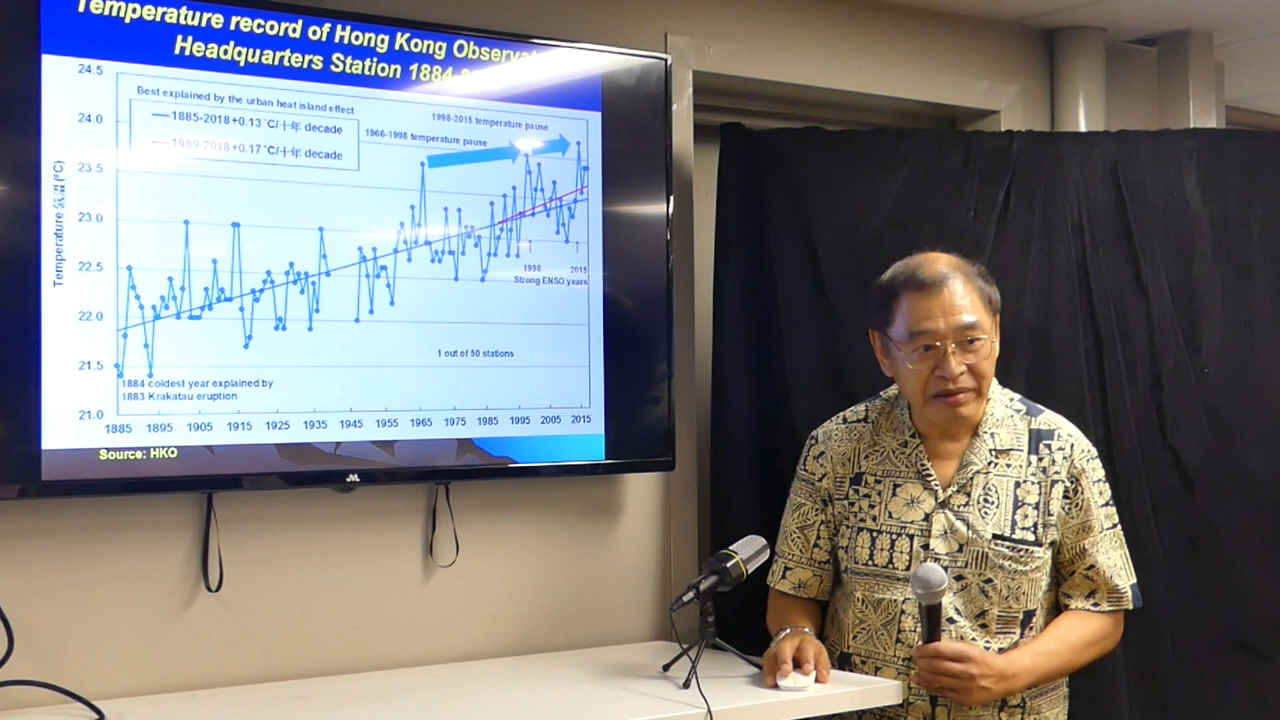 Temperature record of Hong Kong
Headquarters Station 1884
24.5
24.0
23.5
23.0
22.5
22.0
21.5
21.0
Temperature 気温 (°C)
Best explained by the urban heat island effect
1885-2018 +0.13 °C/十年 decade
1989-2018 +0.17 °C/十年 decade
1998-2015 temperature pause
1966-1998 temperature pause
1998
2015
Strong ENSO years
1 out of 50 stations
1884 coldest year explained by
1883 Krakatau eruption
1885 1895 1905 1915 1925 1935 1945 1955 1965 1975 1985 1995 2005 2015
Source: HKO
JVL